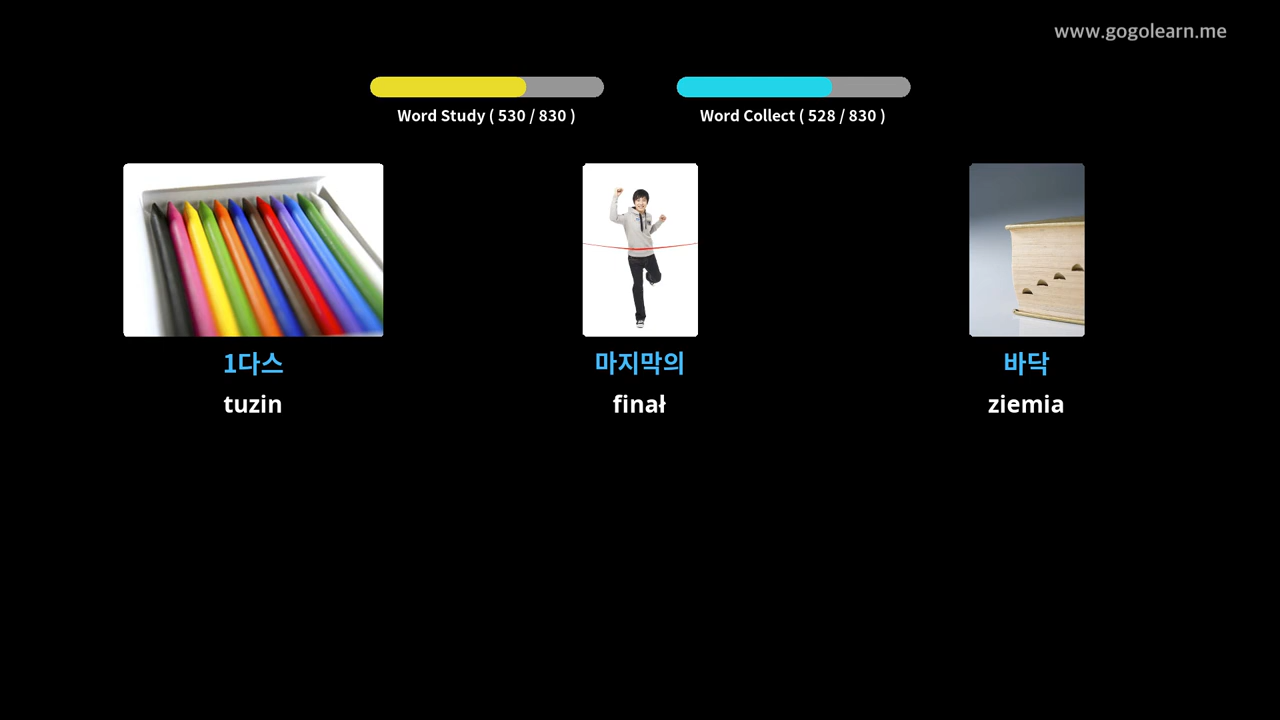 www.gogolearn.me
Word Study ( 530 / 830 )
Word Collect ( 528 / 830 )
1다스
마지막의
바닥
tuzin
finał
ziemia